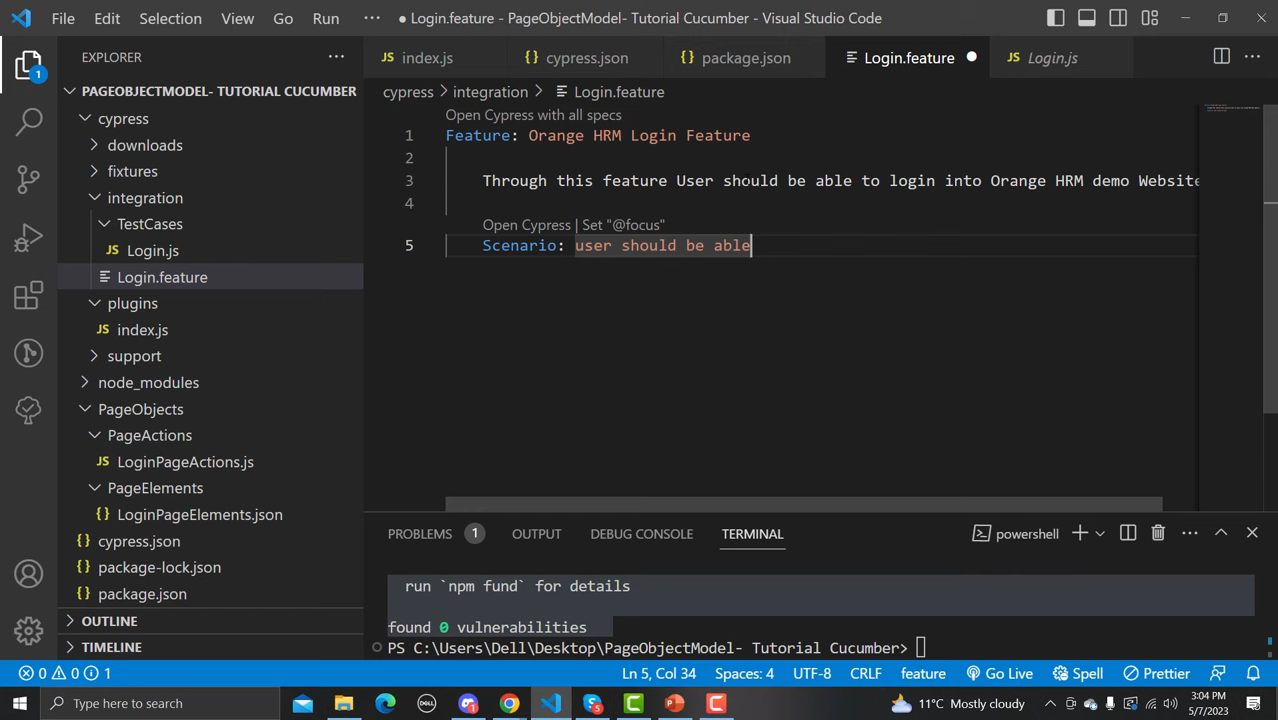 File Edit Selection View Go Run ··· ● Login.feature - PageObjectModel- Tutorial Cucumber - Visual Studio Code
EXPLORER ···
JS index.js {} cypress.json {} package.json Login.feature ● JS Login.js ···
PAGEOBJECTMODEL- TUTORIAL CUCUMBER
cypress
downloads
fixtures
integration
TestCases
JS Login.js
Login.feature
plugins
JS index.js
support
node_modules
PageObjects
PageActions
JS LoginPageActions.js
PageElements
{} LoginPageElements.json
{} cypress.json
{} package-lock.json
{} package.json
OUTLINE
TIMELINE
1
cypress > integration > Login.feature
Open Cypress with all specs
1 Feature: Orange HRM Login Feature
2
3 Through this feature User should be able to login into Orange HRM demo Website
4
Open Cypress | Set "@focus"
5 Scenario: user should be able
PROBLEMS 1 OUTPUT DEBUG CONSOLE TERMINAL powershell ···
run `npm fund` for details
found 0 vulnerabilities
PS C:\Users\Dell\Desktop\PageObjectModel- Tutorial Cucumber>
0 0 1 Ln 5, Col 34 Spaces: 4 UTF-8 CRLF feature Go Live Spell Prettier
Type here to search DELL S 5 C P C 11°C Mostly cloudy 3:04 PM
5/7/2023